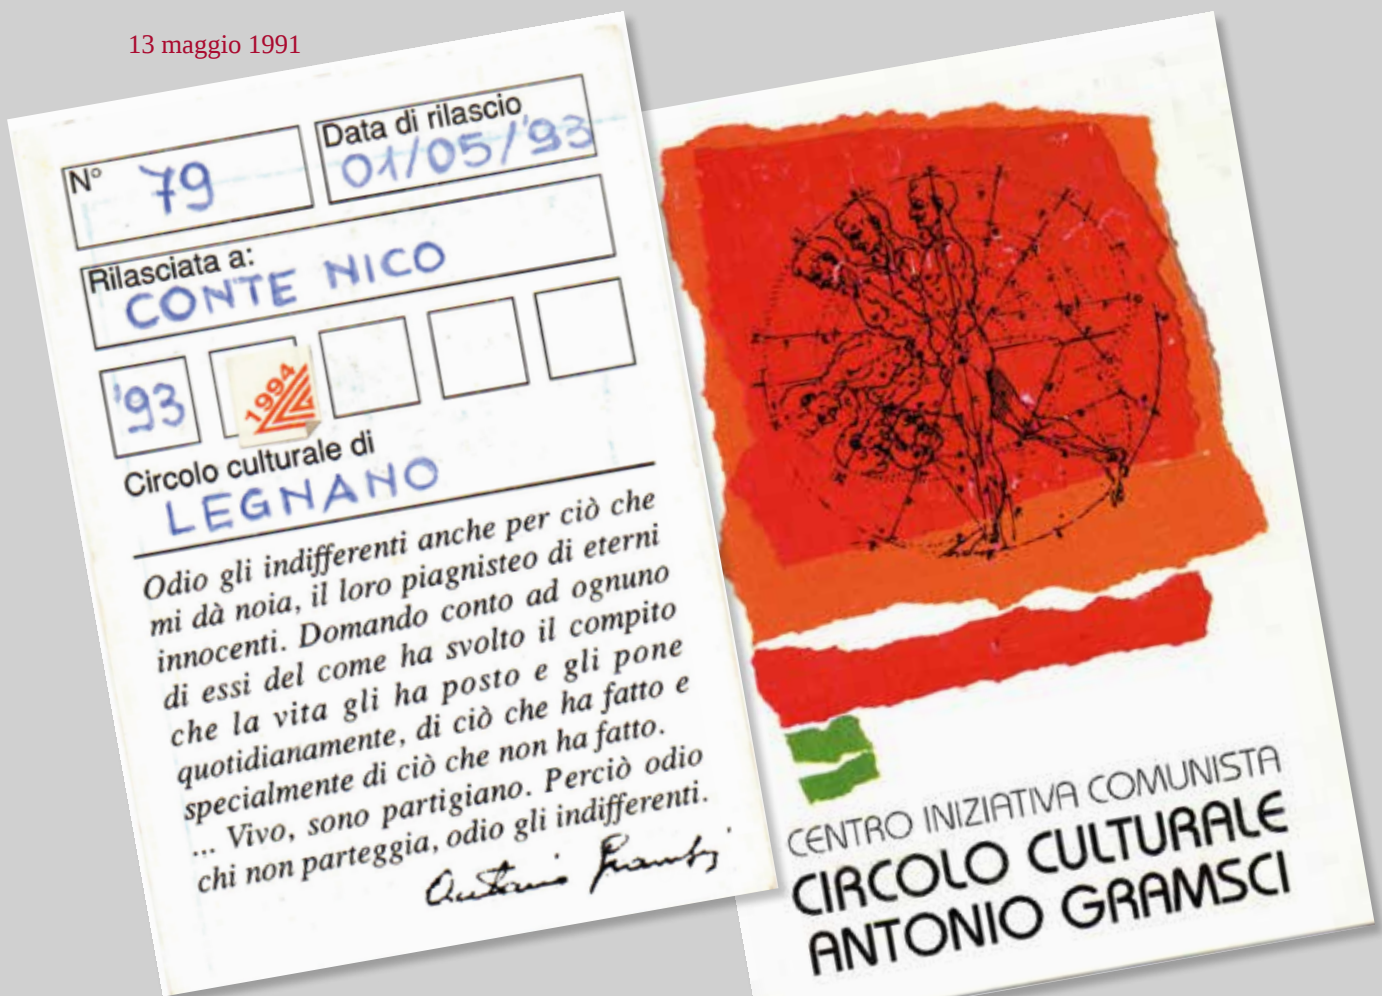 13 maggio 1991
N° 79
Data di rilascio
01/05/'93
Rilasciata a:
CONTE NICO
'93
1994
Circolo culturale di
LEGNANO
Odio gli indifferenti anche per ciò che
mi dà noia, il loro piagnisteo di eterni
innocenti. Domando conto ad ognuno
di essi del come ha svolto il compito
che la vita gli ha posto e gli pone
quotidianamente, di ciò che ha fatto e
specialmente di ciò che non ha fatto.
... Vivo, sono partigiano. Perciò odio
chi non parteggia, odio gli indifferenti.
Antonio Gramsci
CENTRO INIZIATIVA COMUNISTA
CIRCOLO CULTURALE
ANTONIO GRAMSCI